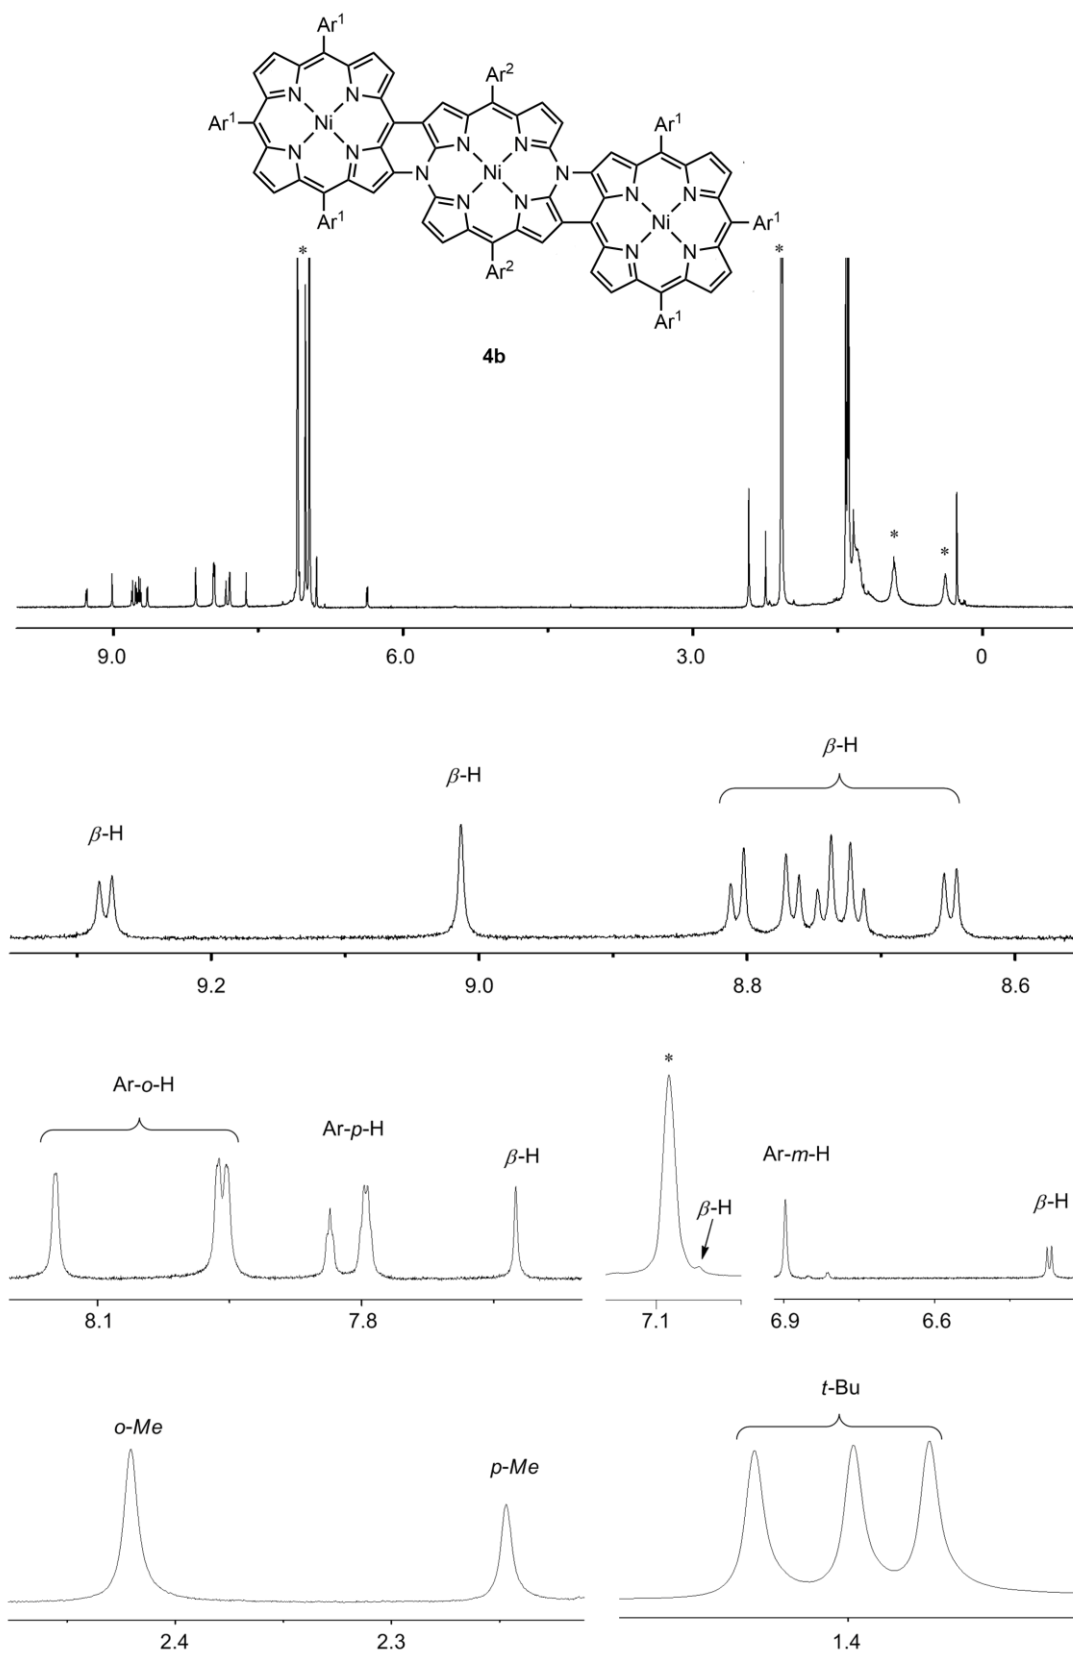 Ar1
Ar2
N N
Ar1 Ni
N N
N N
N Ni N
N N
Ar1
Ar1
N N
Ni Ar1
Ar2
N N
Ar1
* *
4b
* *
9.0 6.0 3.0 0
β-H
β-H
β-H
9.2 9.0 8.8 8.6
*
Ar-o-H
Ar-p-H
β-H
Ar-m-H
β-H
β-H
8.1 7.8 7.1 6.9 6.6
t-Bu
o-Me
p-Me
2.4 2.3 1.4